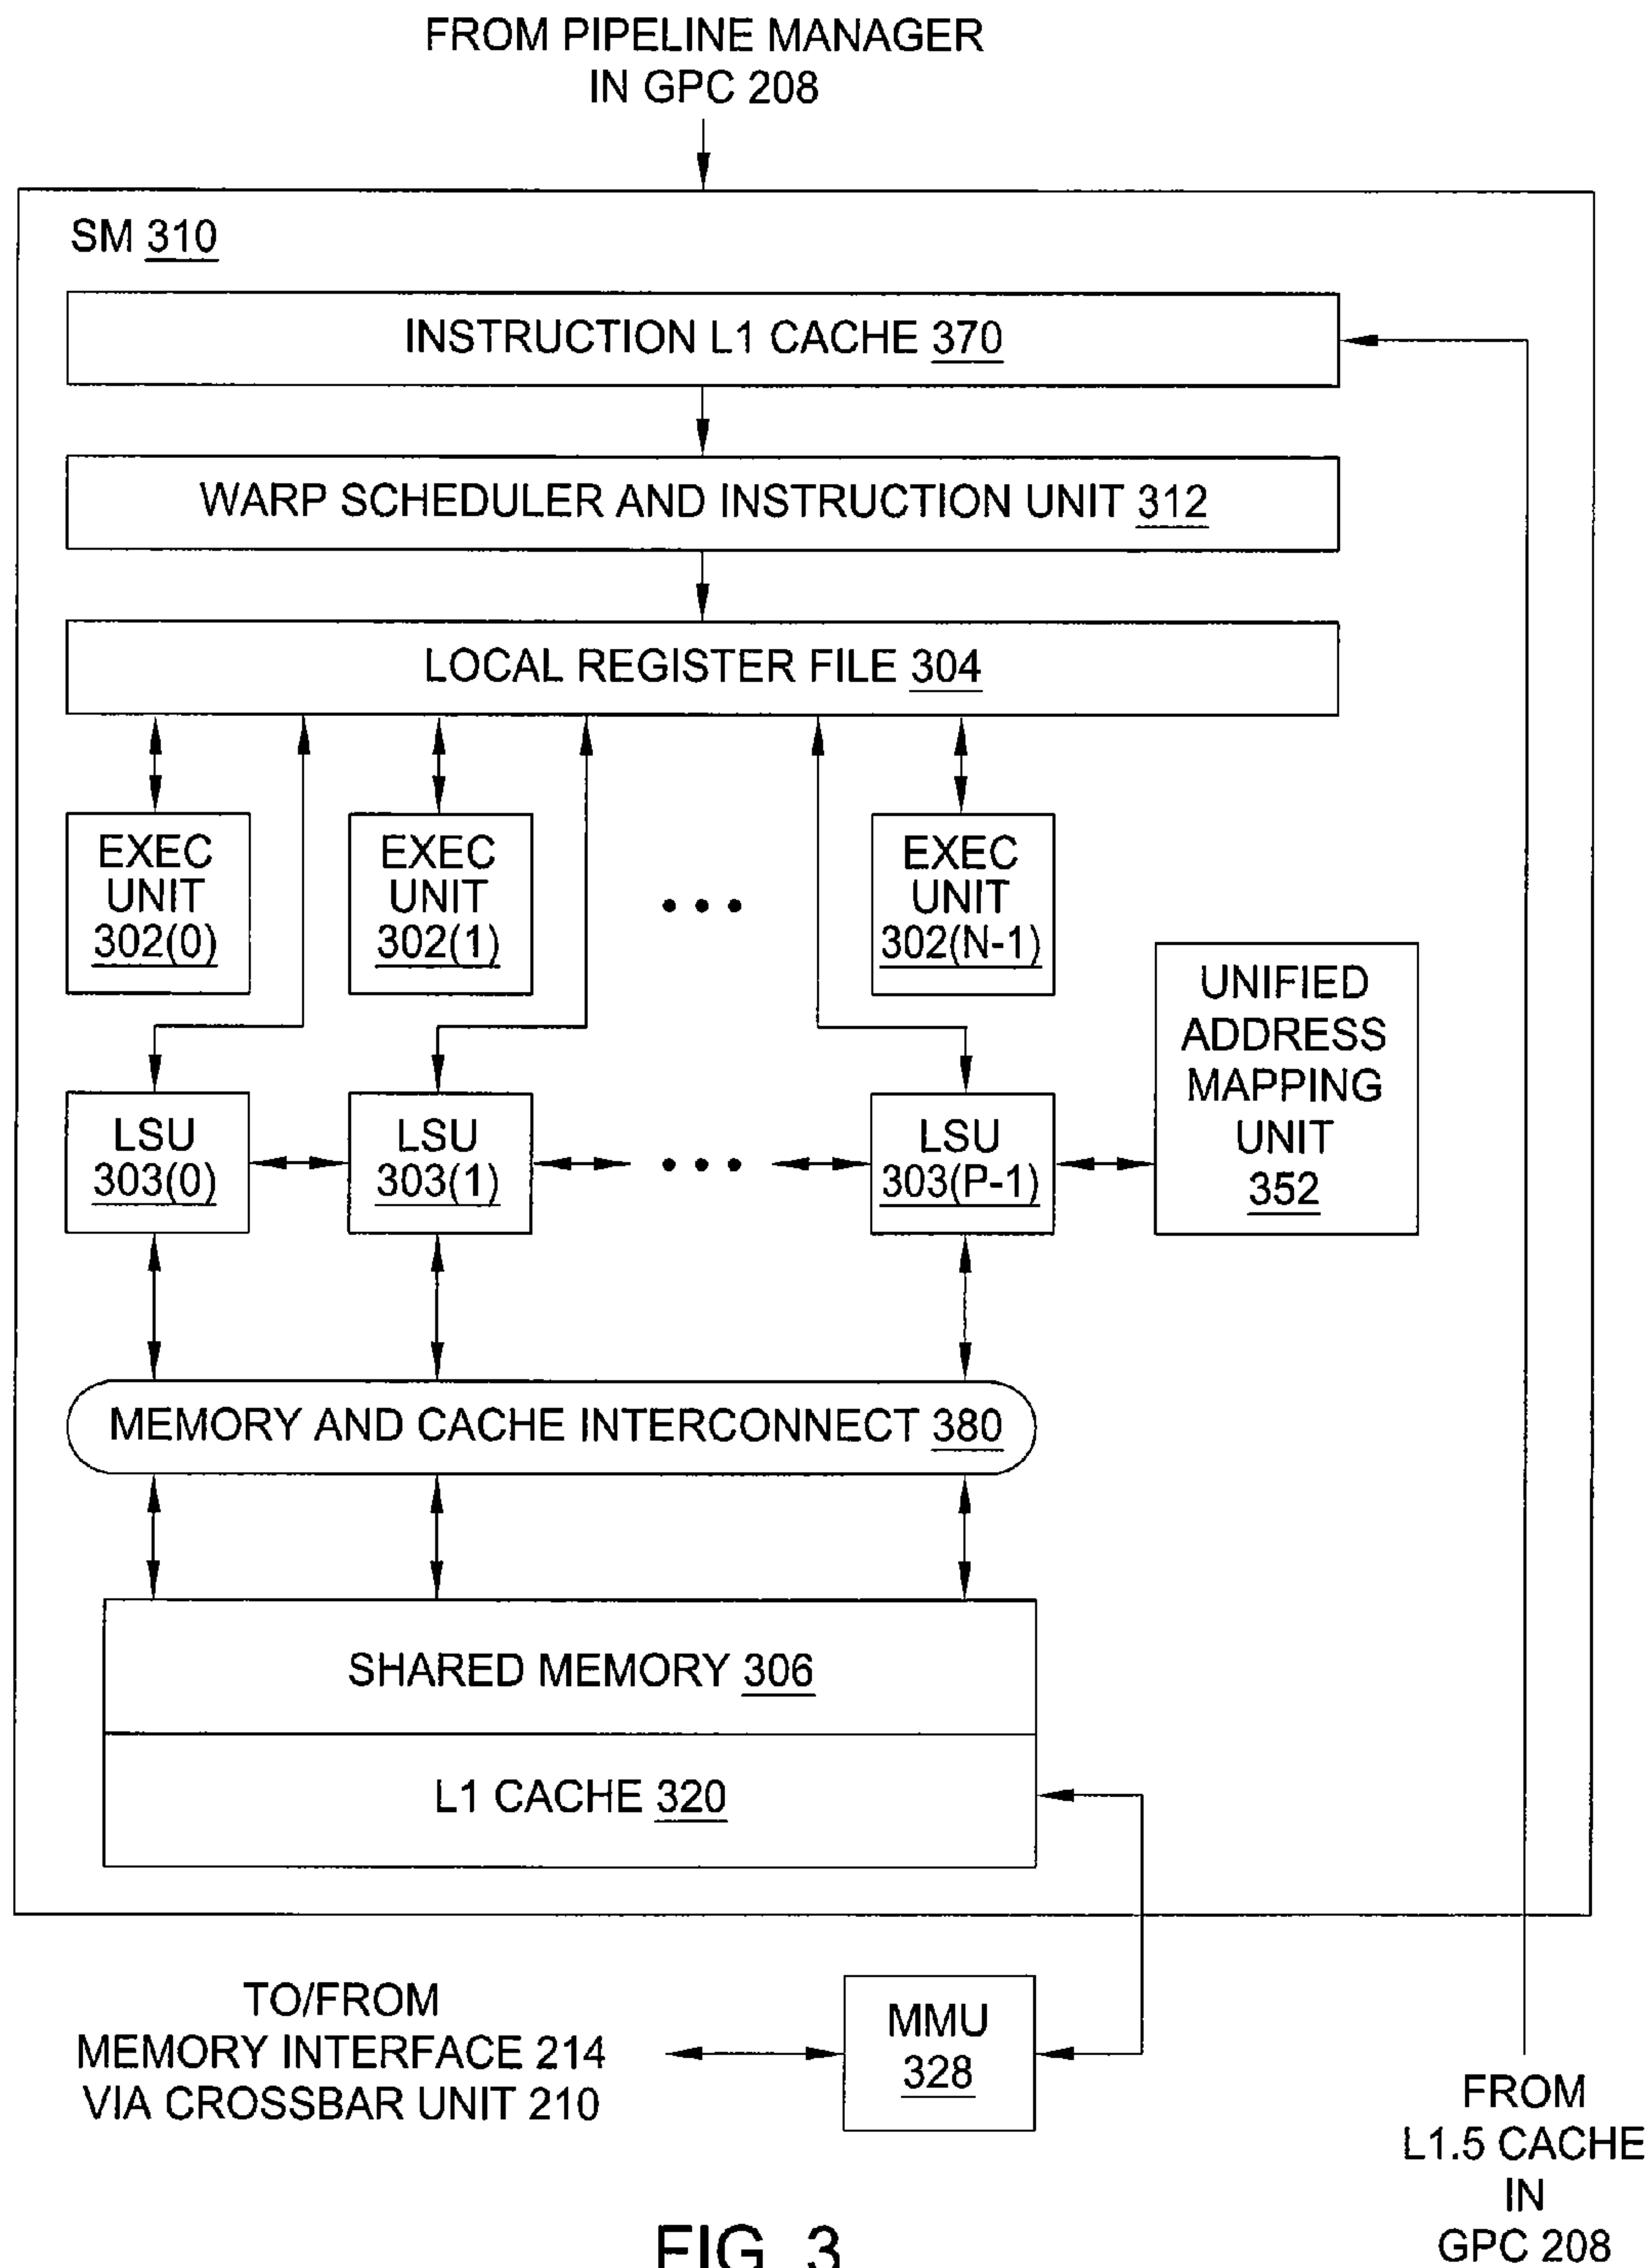 FROM PIPELINE MANAGER
IN GPC 208
SM 310
INSTRUCTION L1 CACHE 370
WARP SCHEDULER AND INSTRUCTION UNIT 312
LOCAL REGISTER FILE 304
EXEC
UNIT
302(0)
EXEC
UNIT
302(1)
• • •
EXEC
UNIT
302(N-1)
UNIFIED
ADDRESS
MAPPING
UNIT
352
LSU
303(0)
LSU
303(1)
• • •
LSU
303(P-1)
MEMORY AND CACHE INTERCONNECT 380
SHARED MEMORY 306
L1 CACHE 320
TO/FROM
MEMORY INTERFACE 214
VIA CROSSBAR UNIT 210
MMU
328
FROM
L1.5 CACHE
IN
GPC 208
FIG. 3